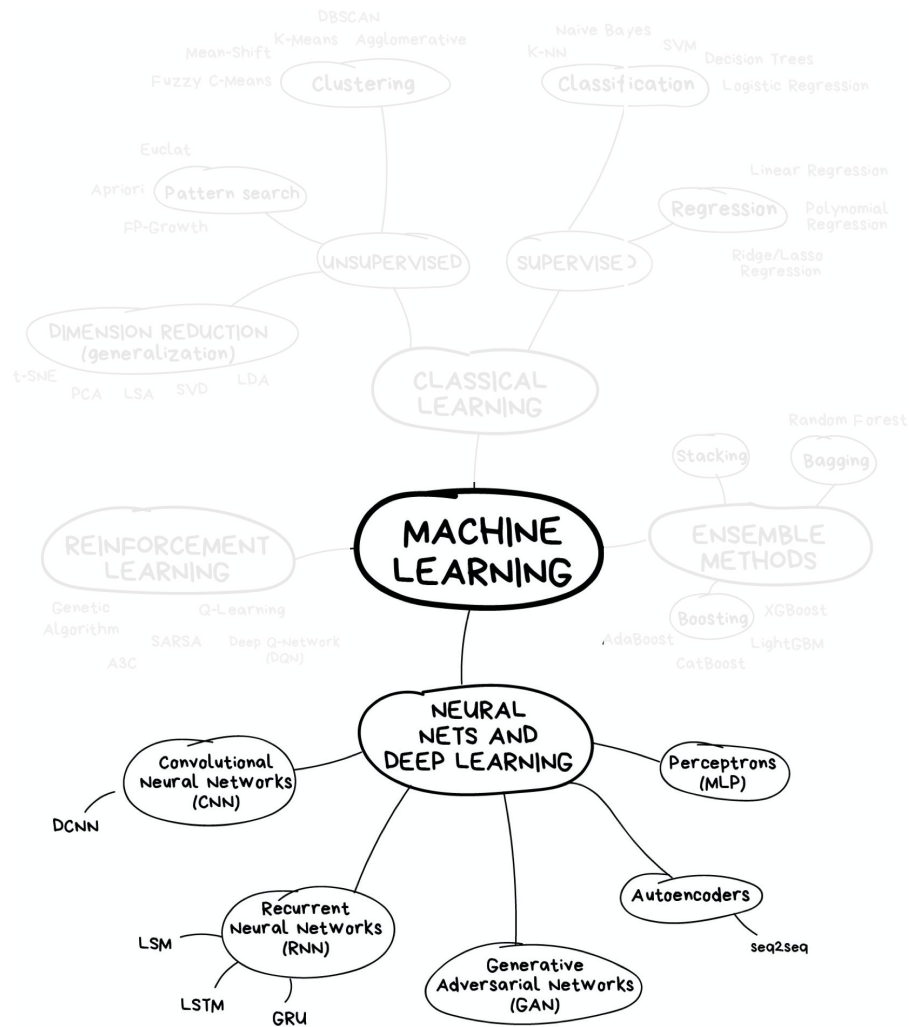 DBSCAN
Mean-Shift
K-Means
Agglomerative
Fuzzy C-Means
Clustering
Naive Bayes
K-NN
SVM
Decision Trees
Classification
Logistic Regression
Euclat
Apriori
Pattern search
FP-Growth
Linear Regression
Regression
Polynomial
Regression
Ridge/Lasso
Regression
UNSUPERVISED
SUPERVISED
DIMENSION REDUCTION
(generalization)
t-SNE
PCA
LSA
SVD
LDA
CLASSICAL
LEARNING
Random Forest
Stacking
Bagging
REINFORCEMENT
LEARNING
MACHINE
LEARNING
ENSEMBLE
METHODS
Genetic
Algorithm
Q-Learning
SARSA
Deep Q-Network
(DQN)
A3C
Boosting
XGBoost
AdaBoost
LightGBM
CatBoost
NEURAL
NETS AND
DEEP LEARNING
Convolutional
Neural Networks
(CNN)
DCNN
Perceptrons
(MLP)
Recurrent
Neural Networks
(RNN)
LSM
LSTM
GRU
Generative
Adversarial Networks
(GAN)
Autoencoders
seq2seq